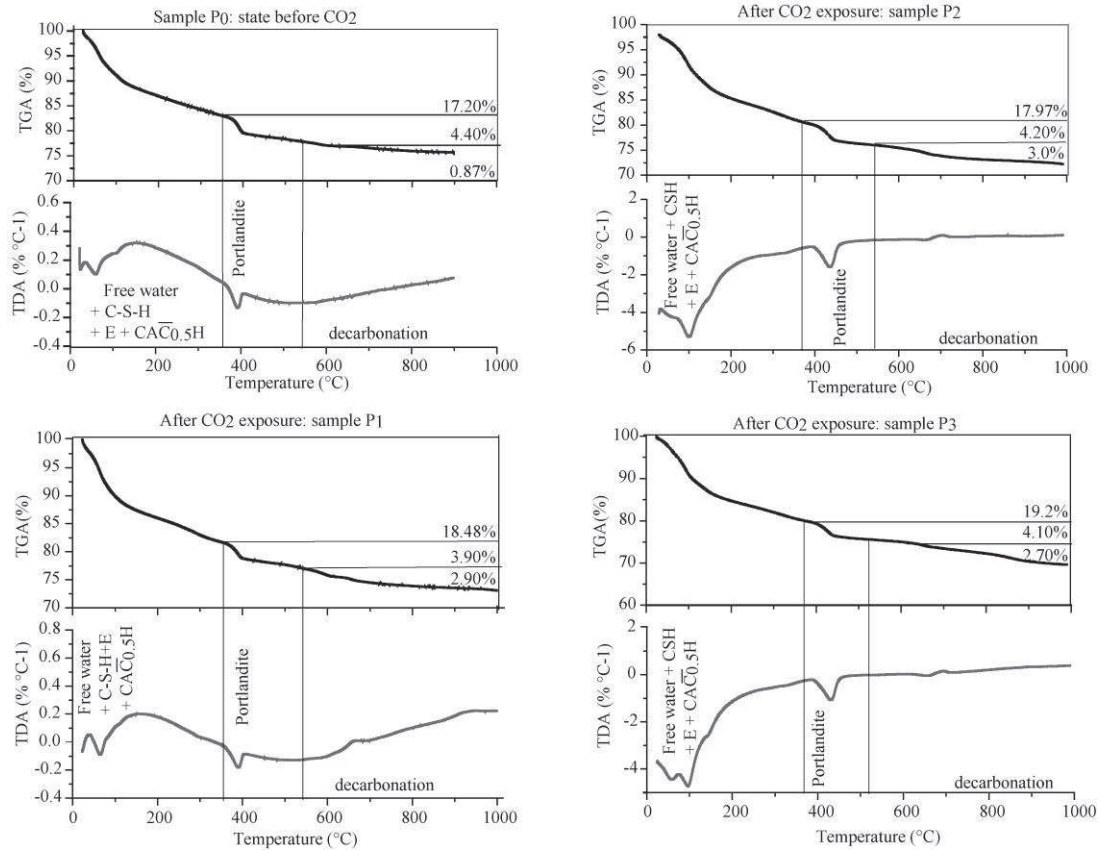 Sample P0: state before CO2
100
95
90
85
80
75
70
TGA (%)
17.20%
4.40%
0.87%
0.6
0.4
0.2
0.0
-0.2
-0.4
TDA (% °C-1)
Free water
+ C-S-H
+ E + CAC̅0.5H
Portlandite
decarbonation
0 200 400 600 800 1000
Temperature (°C)
After CO2 exposure: sample P2
100
95
90
85
80
75
70
TGA (%)
17.97%
4.20%
3.0%
2
0
-2
-4
-6
TDA (% °C-1)
Free water + CSH
+ E + CAC̅0.5H
Portlandite
decarbonation
0 200 400 600 800 1000
Temperature (°C)
After CO2 exposure: sample P1
100
95
90
85
80
75
70
TGA(%)
18.48%
3.90%
2.90%
0.8
0.6
0.4
0.2
0.0
-0.2
-0.4
TDA (% °C-1)
Free water
+ C-S-H+E
+ CAC̅0.5H
Portlandite
decarbonation
0 200 400 600 800 1000
Temperature (°C)
After CO2 exposure: sample P3
100
90
80
70
60
TGA(%)
19.2%
4.10%
2.70%
2
0
-2
-4
TDA (% °C-1)
Free water + CSH
+ E + CAC̅0.5H
Portlandite
decarbonation
0 200 400 600 800 1000
Temperature (°C)